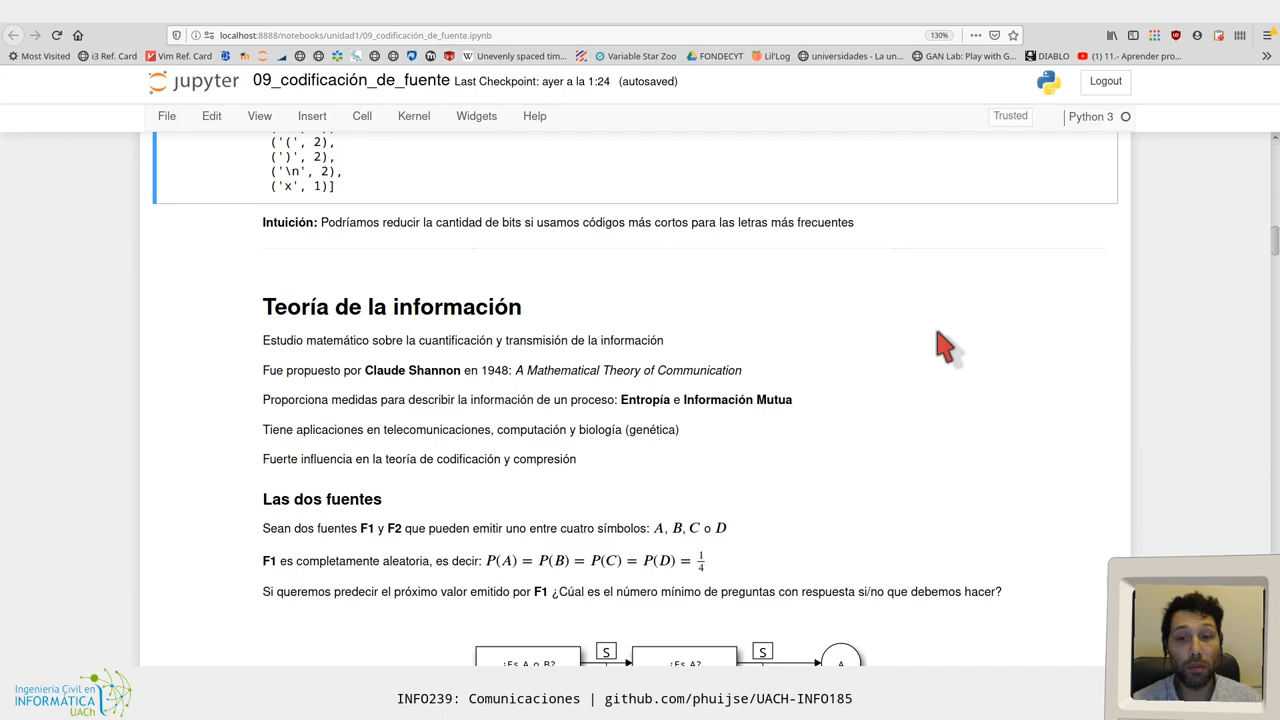 localhost:8888/notebooks/unidad1/09_codificación_de_fuente.ipynb
130%
Most Visited
i3 Ref. Card
Vim Ref. Card
Unevenly spaced tim...
Variable Star Zoo
FONDECYT
Lil'Log
universidades - La un...
GAN Lab: Play with G...
DIABLO
(1) 11.- Aprender pro...
jupyter 09_codificación_de_fuente Last Checkpoint: ayer a la 1:24 (autosaved)
Logout
File Edit View Insert Cell Kernel Widgets Help
Trusted
Python 3
('(', 2),
(')', 2),
('\n', 2),
('x', 1)]
Intuición: Podríamos reducir la cantidad de bits si usamos códigos más cortos para las letras más frecuentes
Teoría de la información
Estudio matemático sobre la cuantificación y transmisión de la información
Fue propuesto por Claude Shannon en 1948: A Mathematical Theory of Communication
Proporciona medidas para describir la información de un proceso: Entropía e Información Mutua
Tiene aplicaciones en telecomunicaciones, computación y biología (genética)
Fuerte influencia en la teoría de codificación y compresión
Las dos fuentes
Sean dos fuentes F1 y F2 que pueden emitir uno entre cuatro símbolos: A, B, C o D
F1 es completamente aleatoria, es decir: P(A) = P(B) = P(C) = P(D) = 1/4
Si queremos predecir el próximo valor emitido por F1 ¿Cúal es el número mínimo de preguntas con respuesta si/no que debemos hacer?
S
S
¿Es A o B?
¿Es A?
A
Ingeniería Civil en
INFORMÁTICA
UACh
INFO239: Comunicaciones | github.com/phuijse/UACH-INFO185